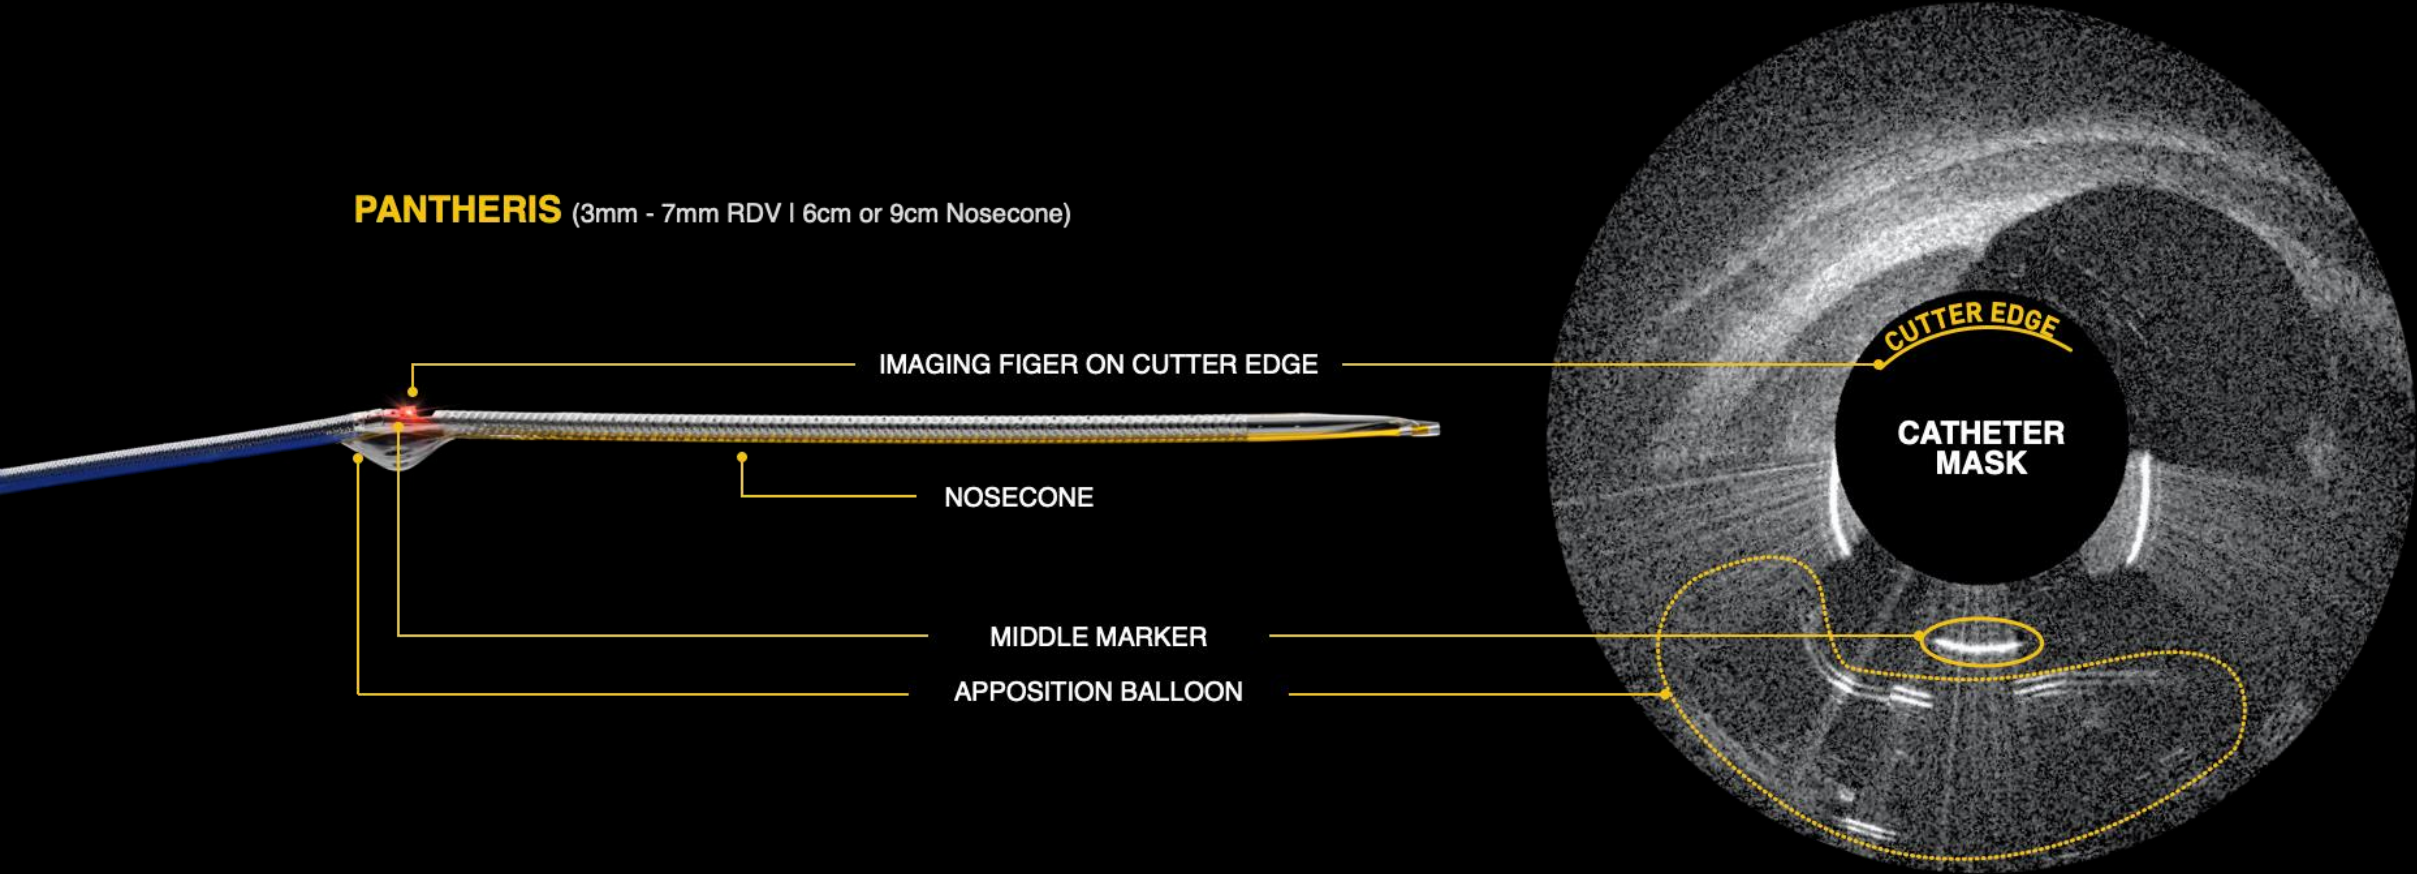 PANTHERIS (3mm - 7mm RDV | 6cm or 9cm Nosecone)
CUTTER EDGE
IMAGING FIGER ON CUTTER EDGE
CATHETER
MASK
NOSECONE
MIDDLE MARKER
APPOSITION BALLOON